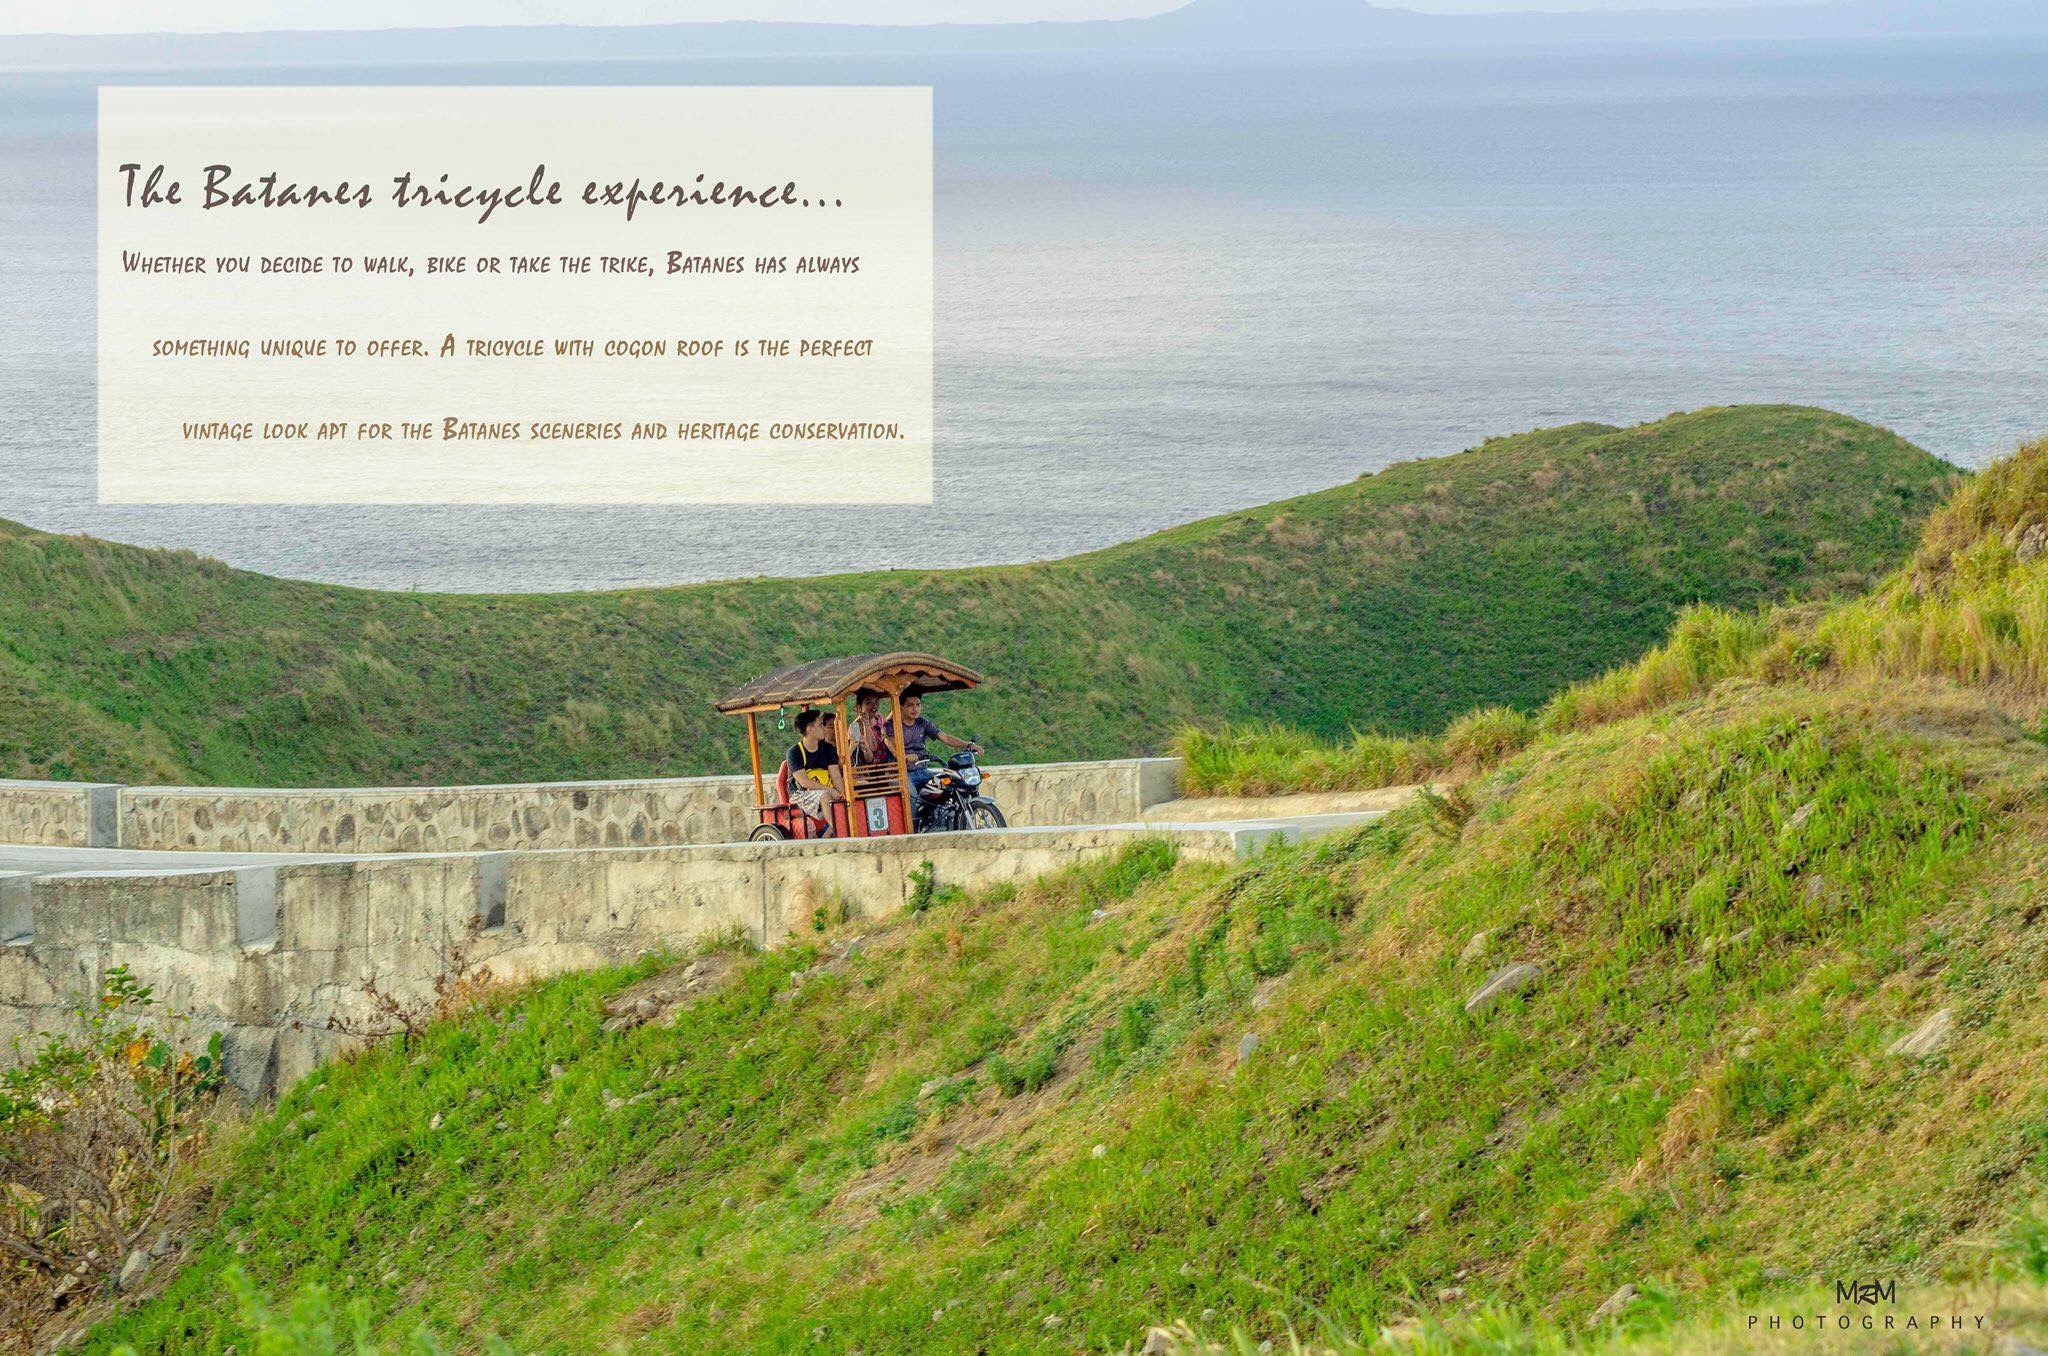 The Batanes tricycle experience...
Whether you decide to walk, bike or take the trike, Batanes has always
something unique to offer. A tricycle with cogon roof is the perfect
vintage look apt for the Batanes sceneries and heritage conservation.
3
MzM
PHOTOGRAPHY